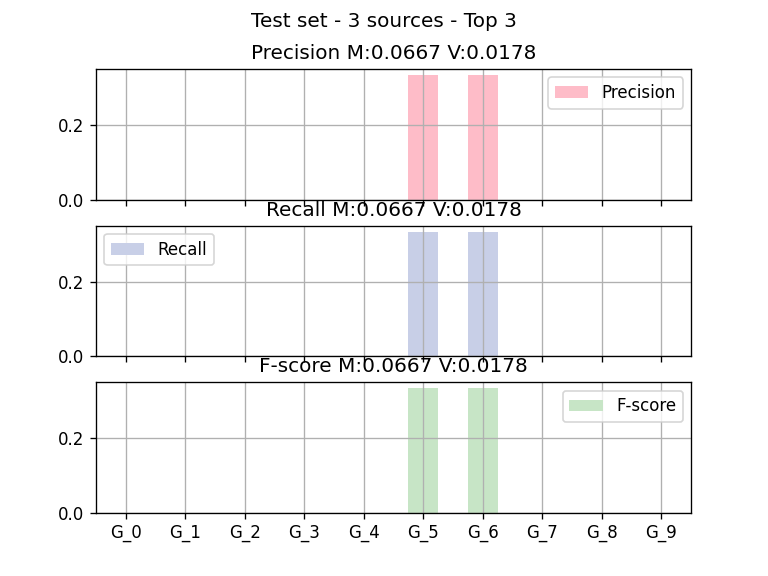 Test set - 3 sources - Top 3
Precision M:0.0667 V:0.0178
Precision
0.2
0.0
Recall M:0.0667 V:0.0178
Recall
0.2
0.0
F-score M:0.0667 V:0.0178
F-score
0.2
0.0
G_0 G_1 G_2 G_3 G_4 G_5 G_6 G_7 G_8 G_9